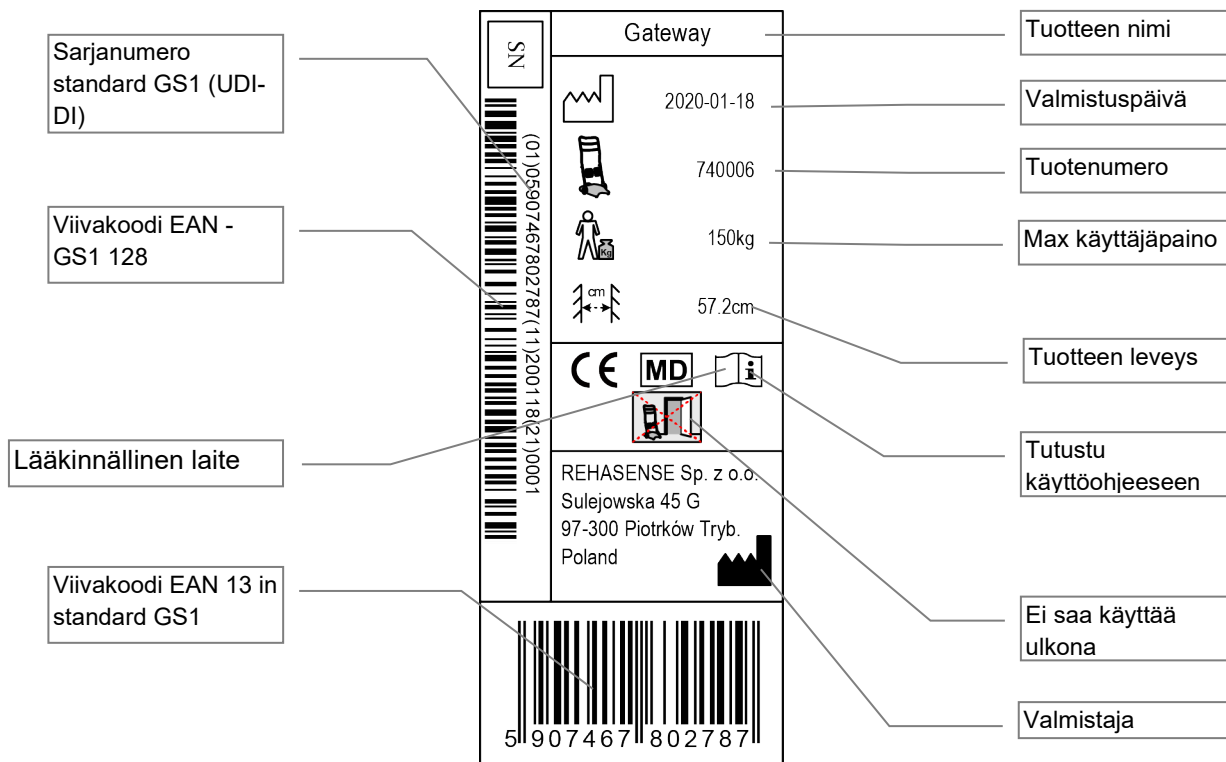 Sarjanumero
standard GS1 (UDI-
DI)
Viivakoodi EAN -
GS1 128
Lääkinnällinen laite
Viivakoodi EAN 13 in
standard GS1
SN
(01)05907467802787(11)200118(21)0001
Gateway
2020-01-18
740006
Kg
150kg
cm
57.2cm
CE
MD
i
REHASENSE Sp. z o.o.
Sulejowska 45 G
97-300 Piotrków Tryb.
Poland
5 907467 802787
Tuotteen nimi
Valmistuspäivä
Tuotenumero
Max käyttäjäpaino
Tuotteen leveys
Tutustu
käyttöohjeeseen
Ei saa käyttää
ulkona
Valmistaja